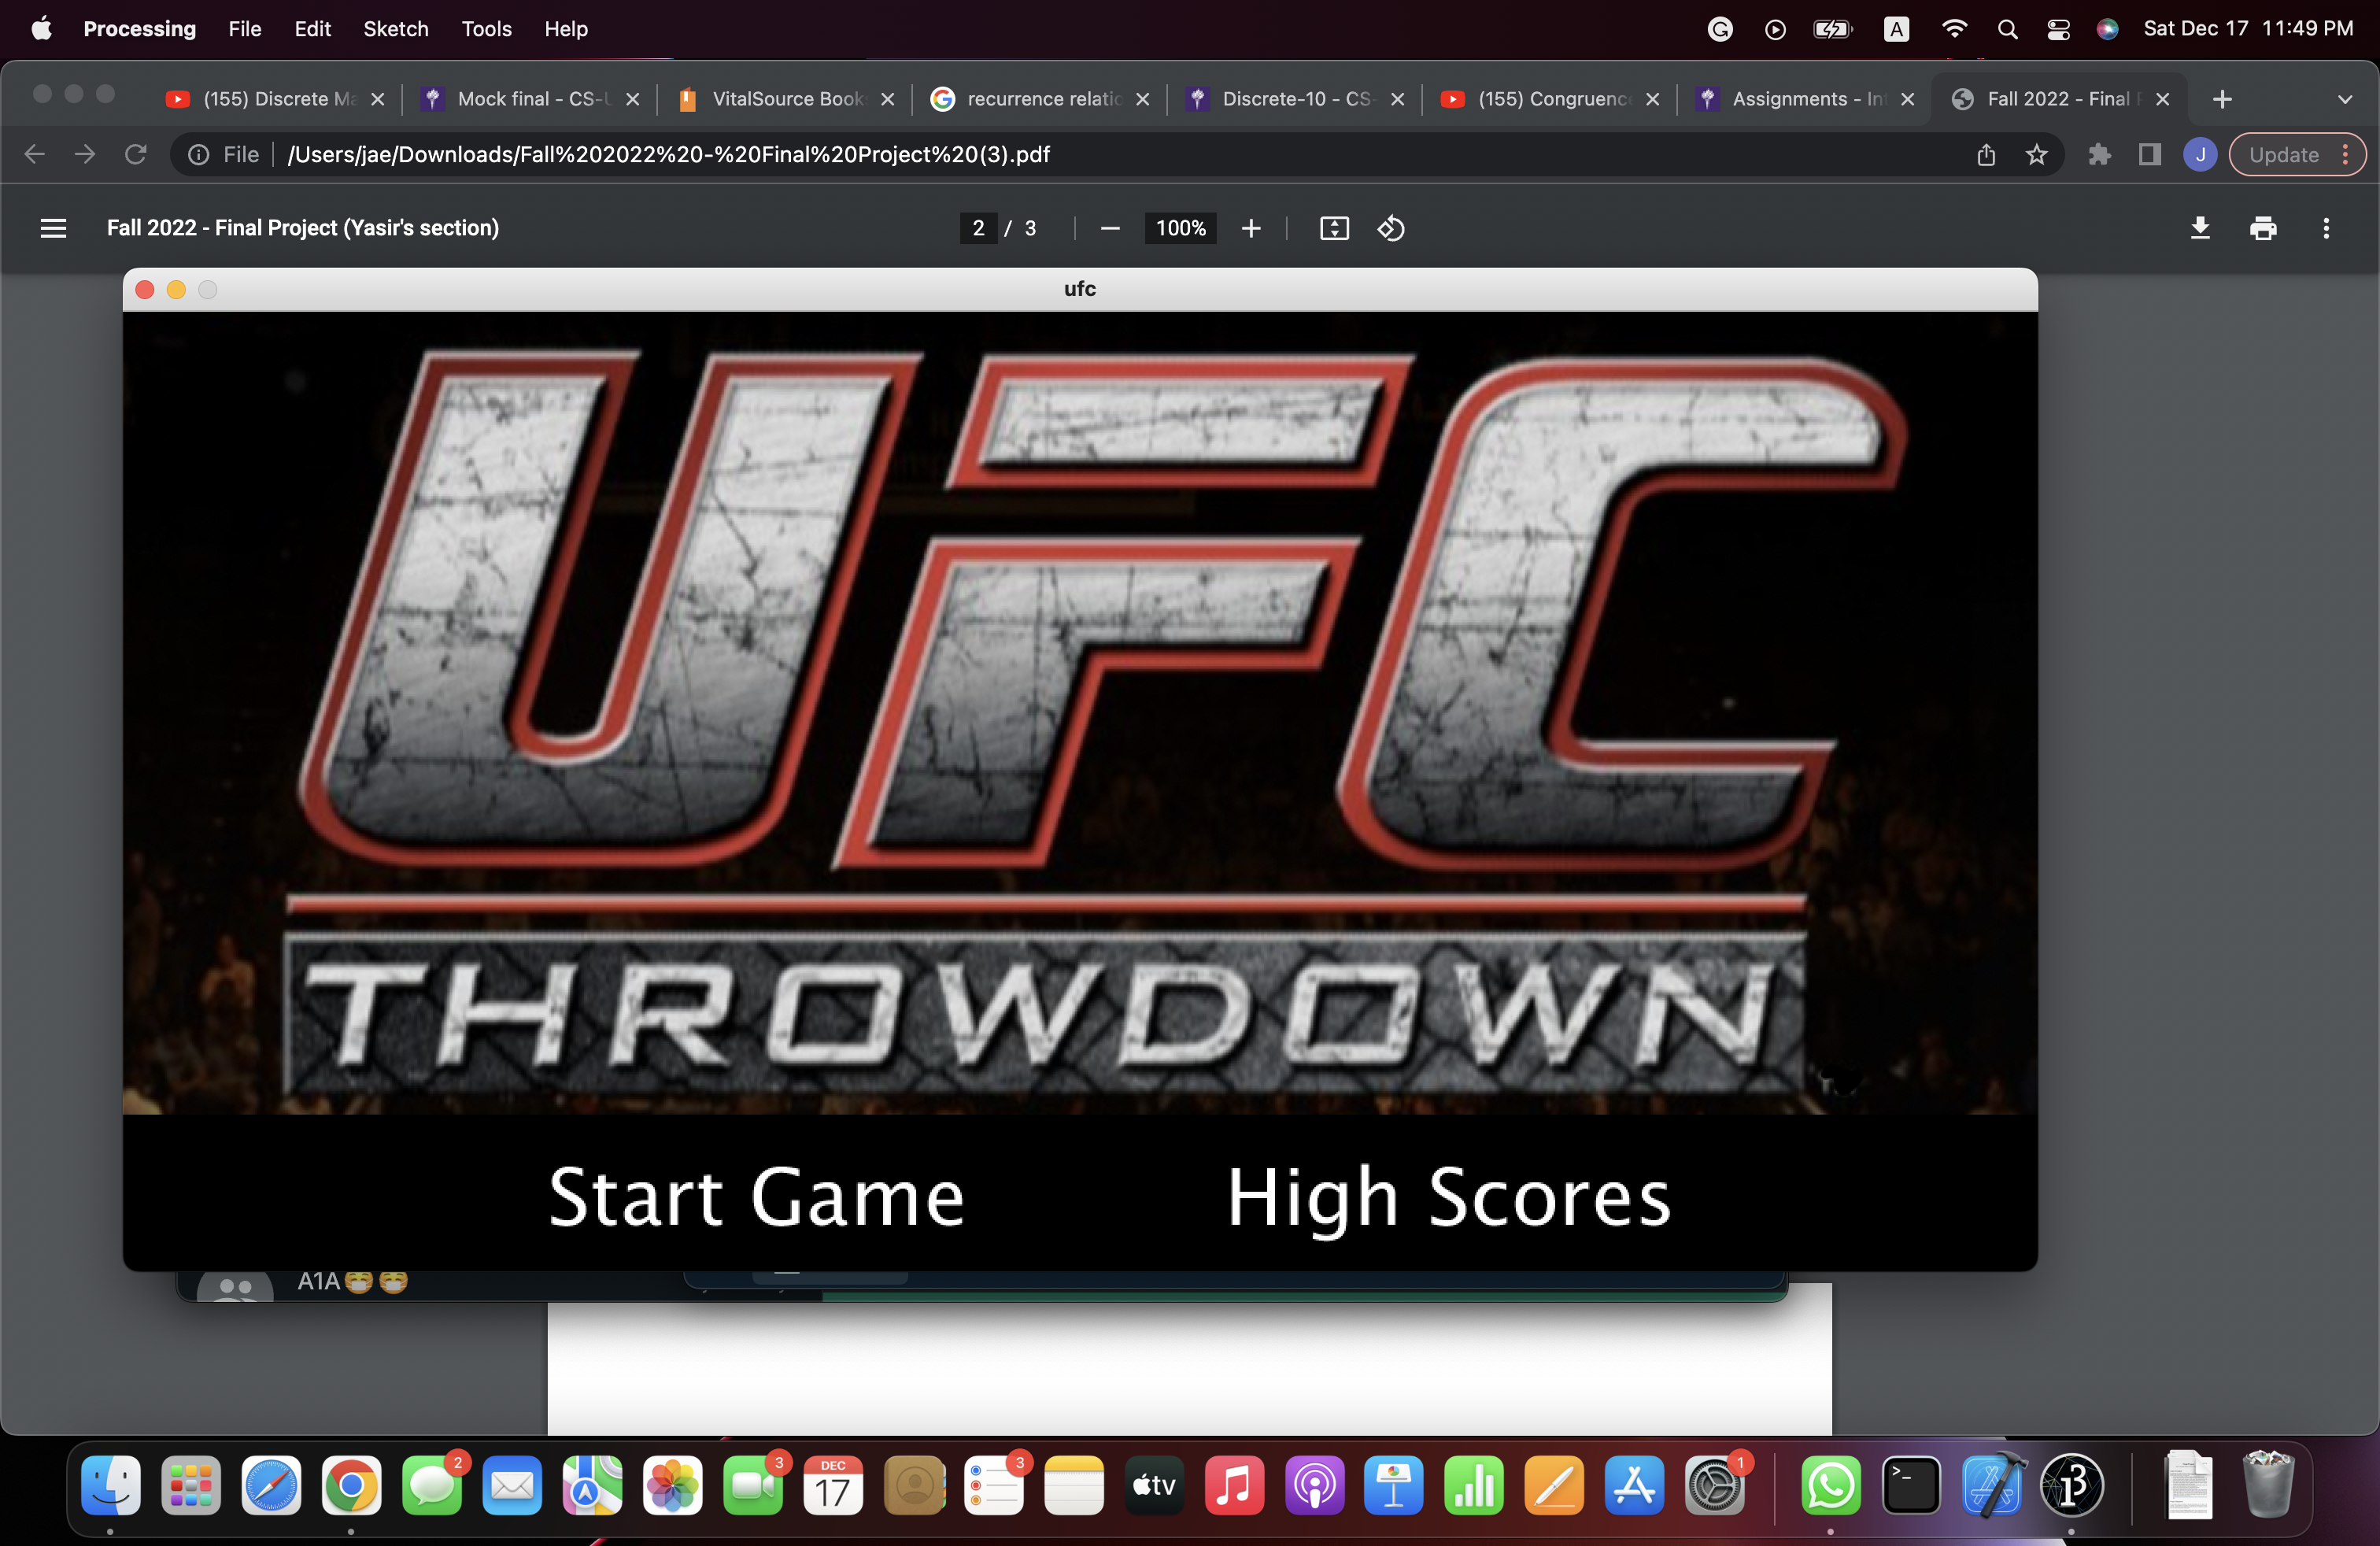 Processing File Edit Sketch Tools Help A Sat Dec 17 11:49 PM
(155) Discrete Ma Mock final - CS-U VitalSource Book recurrence relatio Discrete-10 - CS- (155) Congruenc Assignments - In Fall 2022 - Final
File /Users/jae/Downloads/Fall%202022%20-%20Final%20Project%20(3).pdf J Update
Fall 2022 - Final Project (Yasir's section) 2 / 3 100%
ufc
UFC
THROWDOWN
Start Game High Scores
A1A😷😷
2 3 DEC 17 3 tv 1